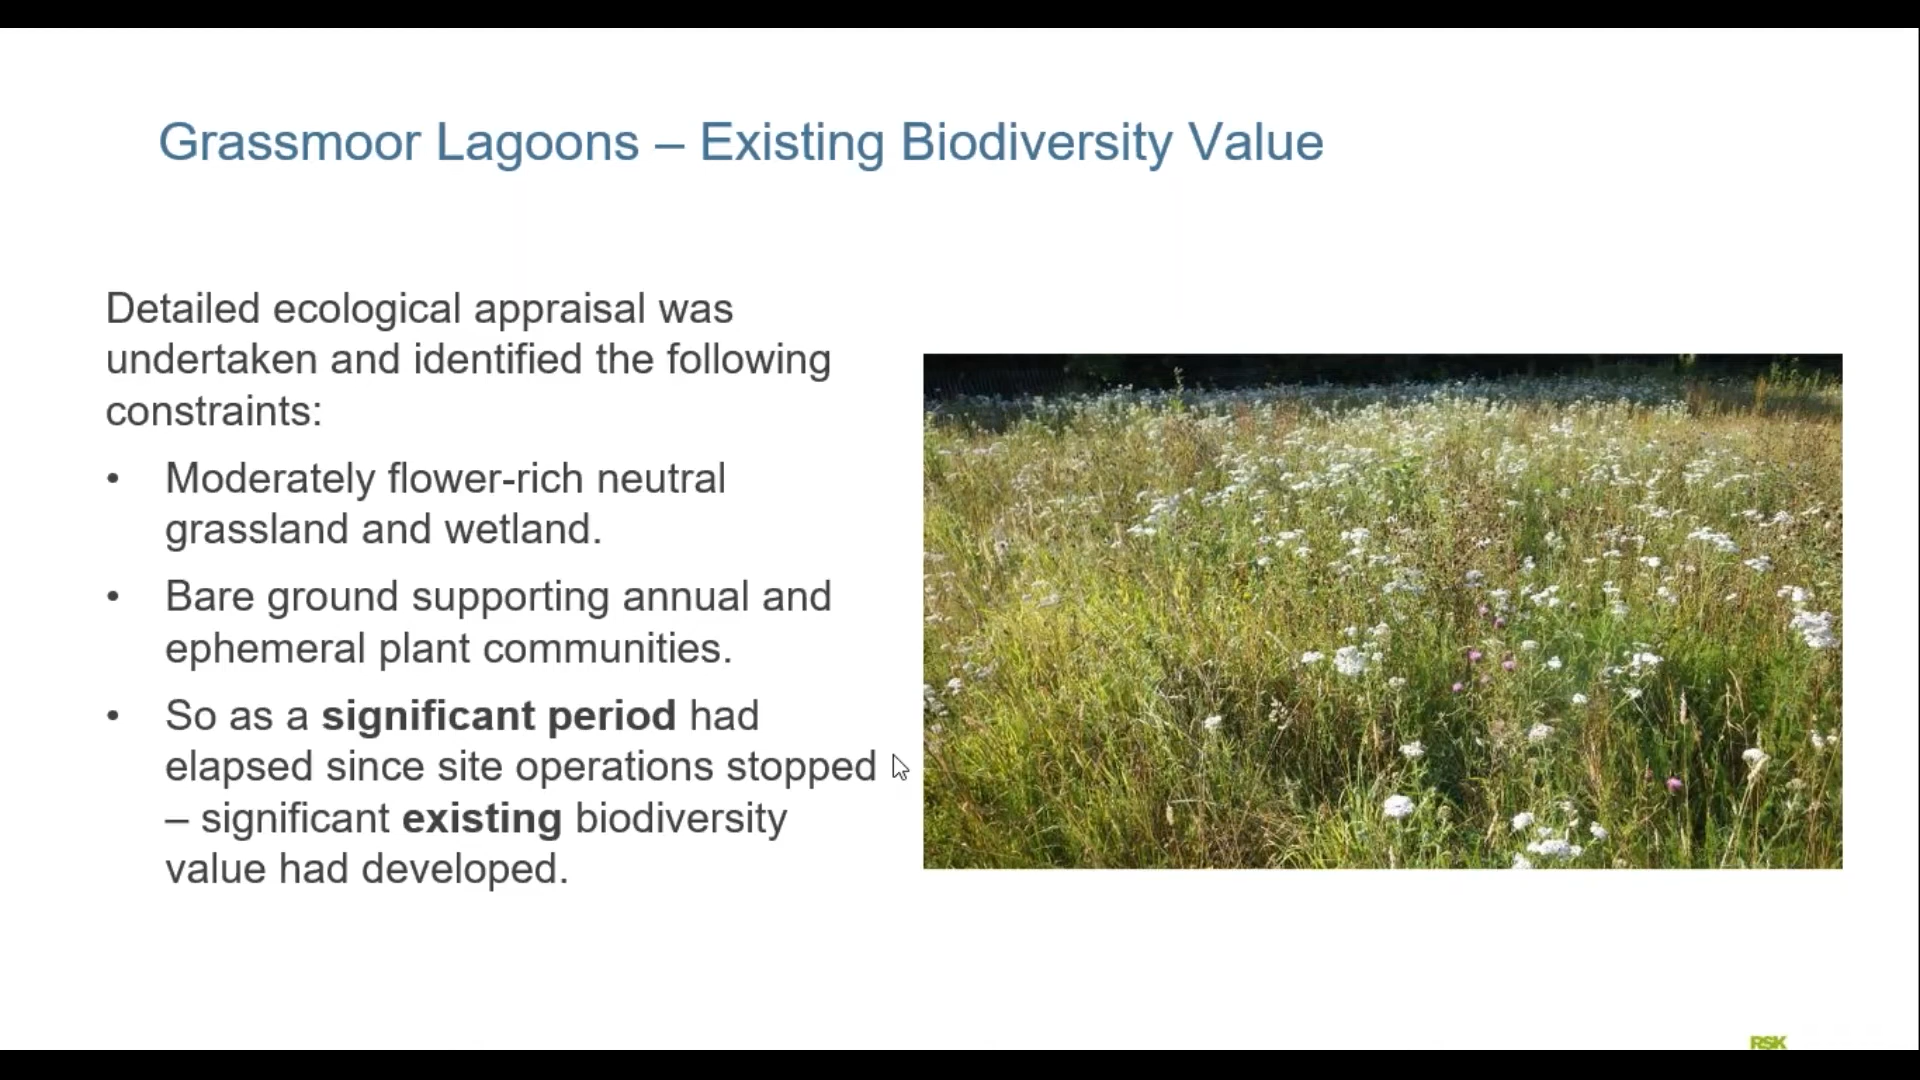 Grassmoor Lagoons – Existing Biodiversity Value
Detailed ecological appraisal was
undertaken and identified the following
constraints:
• Moderately flower-rich neutral
grassland and wetland.
• Bare ground supporting annual and
ephemeral plant communities.
• So as a significant period had
elapsed since site operations stopped
– significant existing biodiversity
value had developed.
RSK